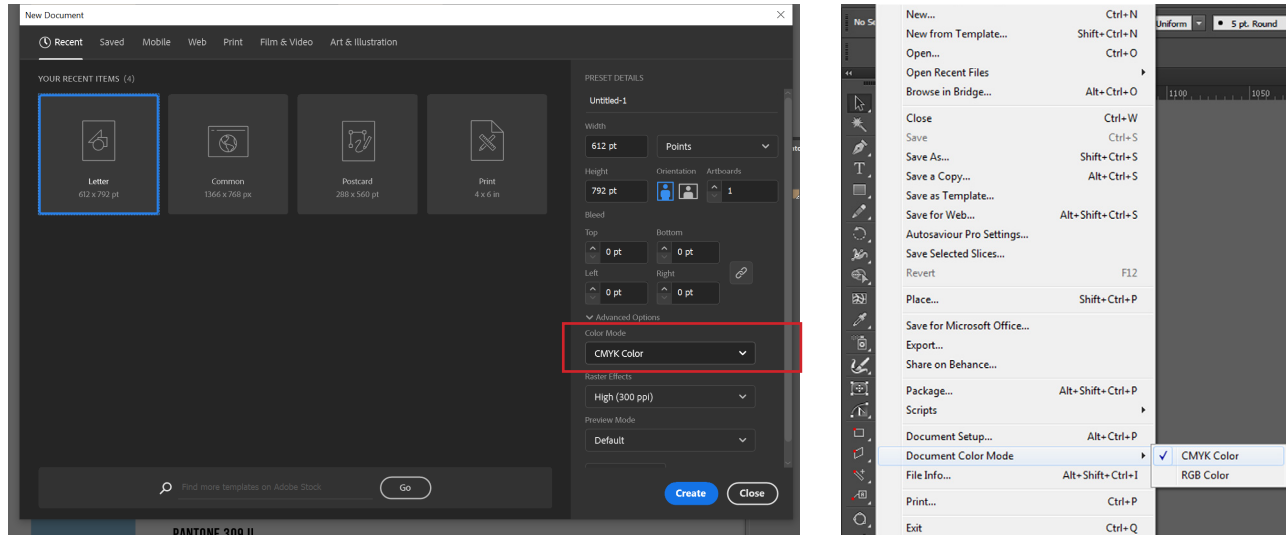 New Document
Recent Saved Mobile Web Print Film & Video Art & Illustration
YOUR RECENT ITEMS (4)
Letter
612 x 792 pt
Common
1366 x 768 px
Postcard
288 x 560 pt
Print
4 x 6 in
PRESET DETAILS
Untitled-1
Width
612 pt Points
Height Orientation Artboards
792 pt 1
Bleed
Top Bottom
0 pt 0 pt
Left Right
0 pt 0 pt
Advanced Options
Color Mode
CMYK Color
Raster Effects
High (300 ppi)
Preview Mode
Default
Find more templates on Adobe Stock Go
Create Close
PANTONE 309 U
No Se
Uniform 5 pt. Round
1100 1050
New... Ctrl+N
New from Template... Shift+Ctrl+N
Open... Ctrl+O
Open Recent Files
Browse in Bridge... Alt+Ctrl+O
Close Ctrl+W
Save Ctrl+S
Save As... Shift+Ctrl+S
Save a Copy... Alt+Ctrl+S
Save as Template...
Save for Web... Alt+Shift+Ctrl+S
Autosaviour Pro Settings...
Save Selected Slices...
Revert F12
Place... Shift+Ctrl+P
Save for Microsoft Office...
Export...
Share on Behance...
Package... Alt+Shift+Ctrl+P
Scripts
Document Setup... Alt+Ctrl+P
Document Color Mode
CMYK Color
RGB Color
File Info... Alt+Shift+Ctrl+I
Print... Ctrl+P
Exit Ctrl+Q